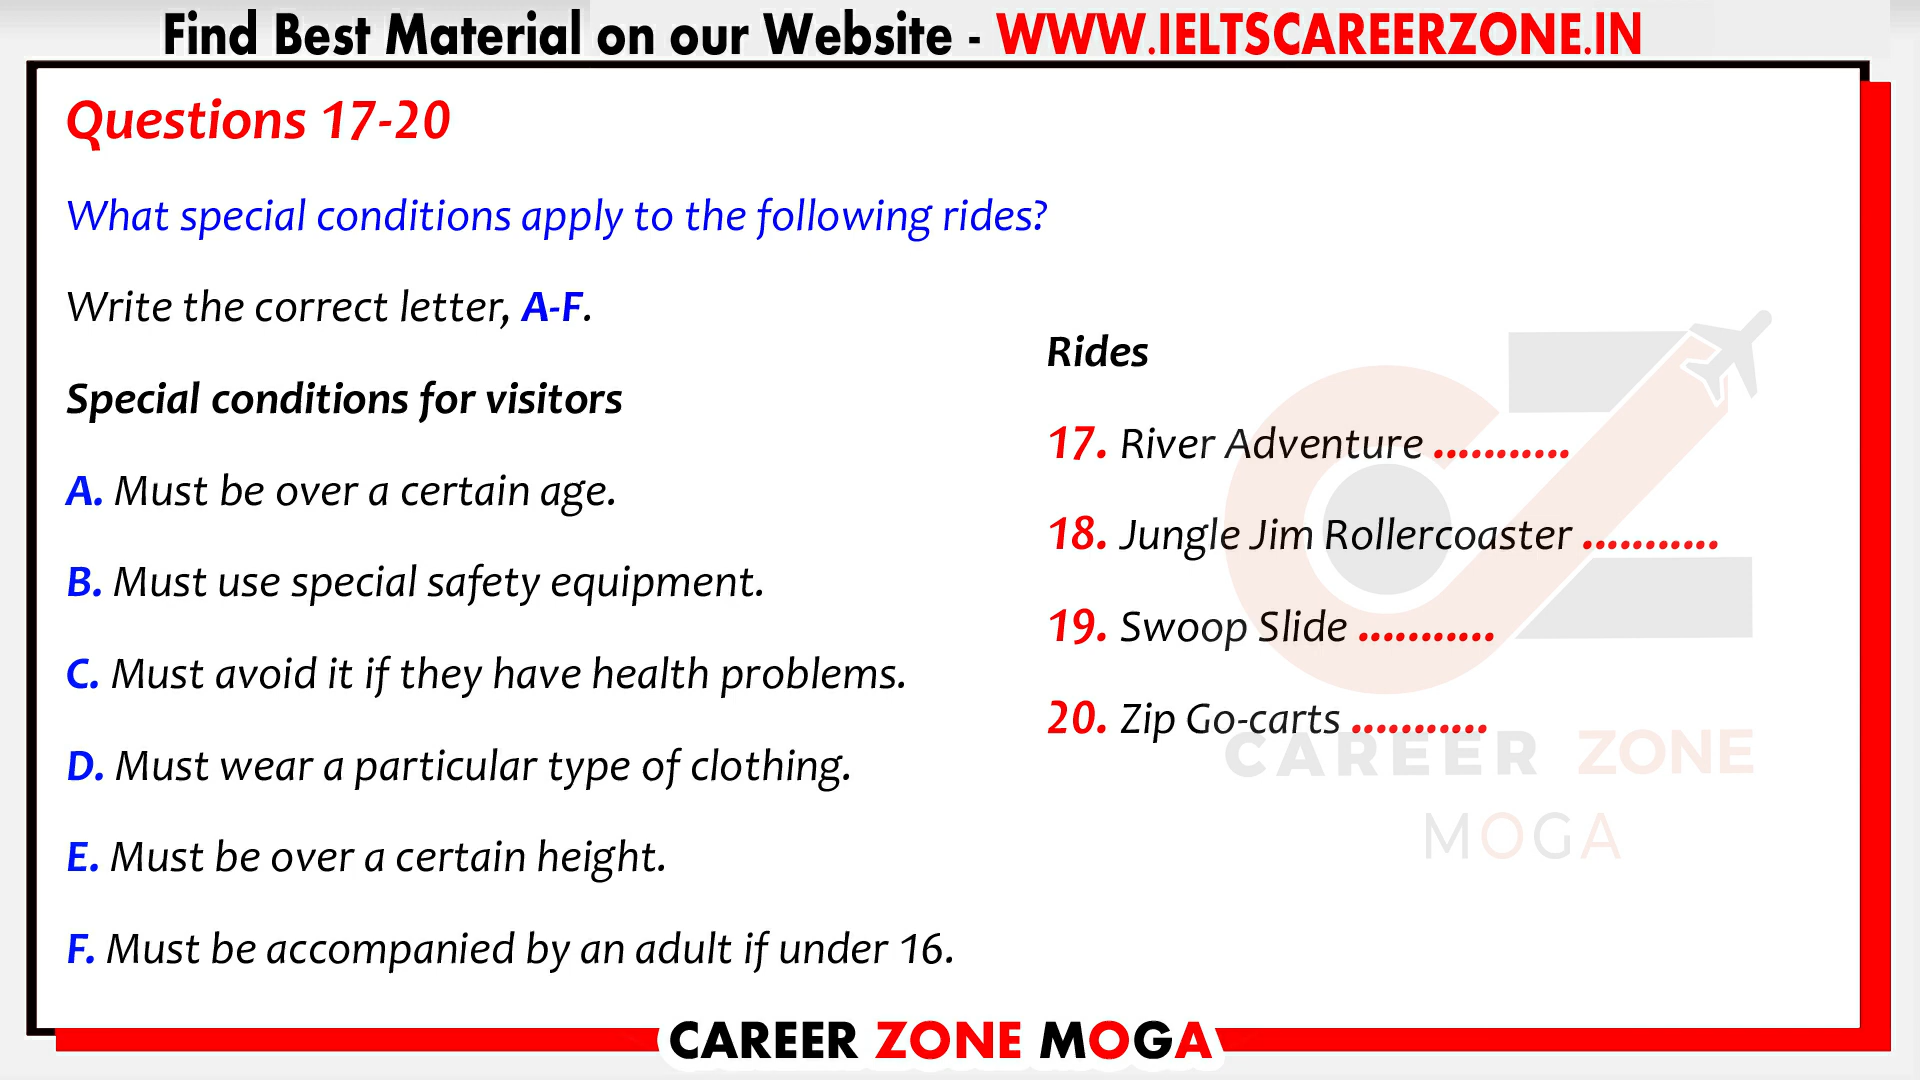 Find Best Material on our Website - WWW.IELTSCAREERZONE.IN
Questions 17-20
What special conditions apply to the following rides?
Write the correct letter, A-F.
Special conditions for visitors
A. Must be over a certain age.
B. Must use special safety equipment.
C. Must avoid it if they have health problems.
D. Must wear a particular type of clothing.
E. Must be over a certain height.
F. Must be accompanied by an adult if under 16.
Rides
17. River Adventure ...........
18. Jungle Jim Rollercoaster ...........
19. Swoop Slide ...........
20. Zip Go-carts ...........
CAREER ZONE
MOGA
CAREER ZONE MOGA